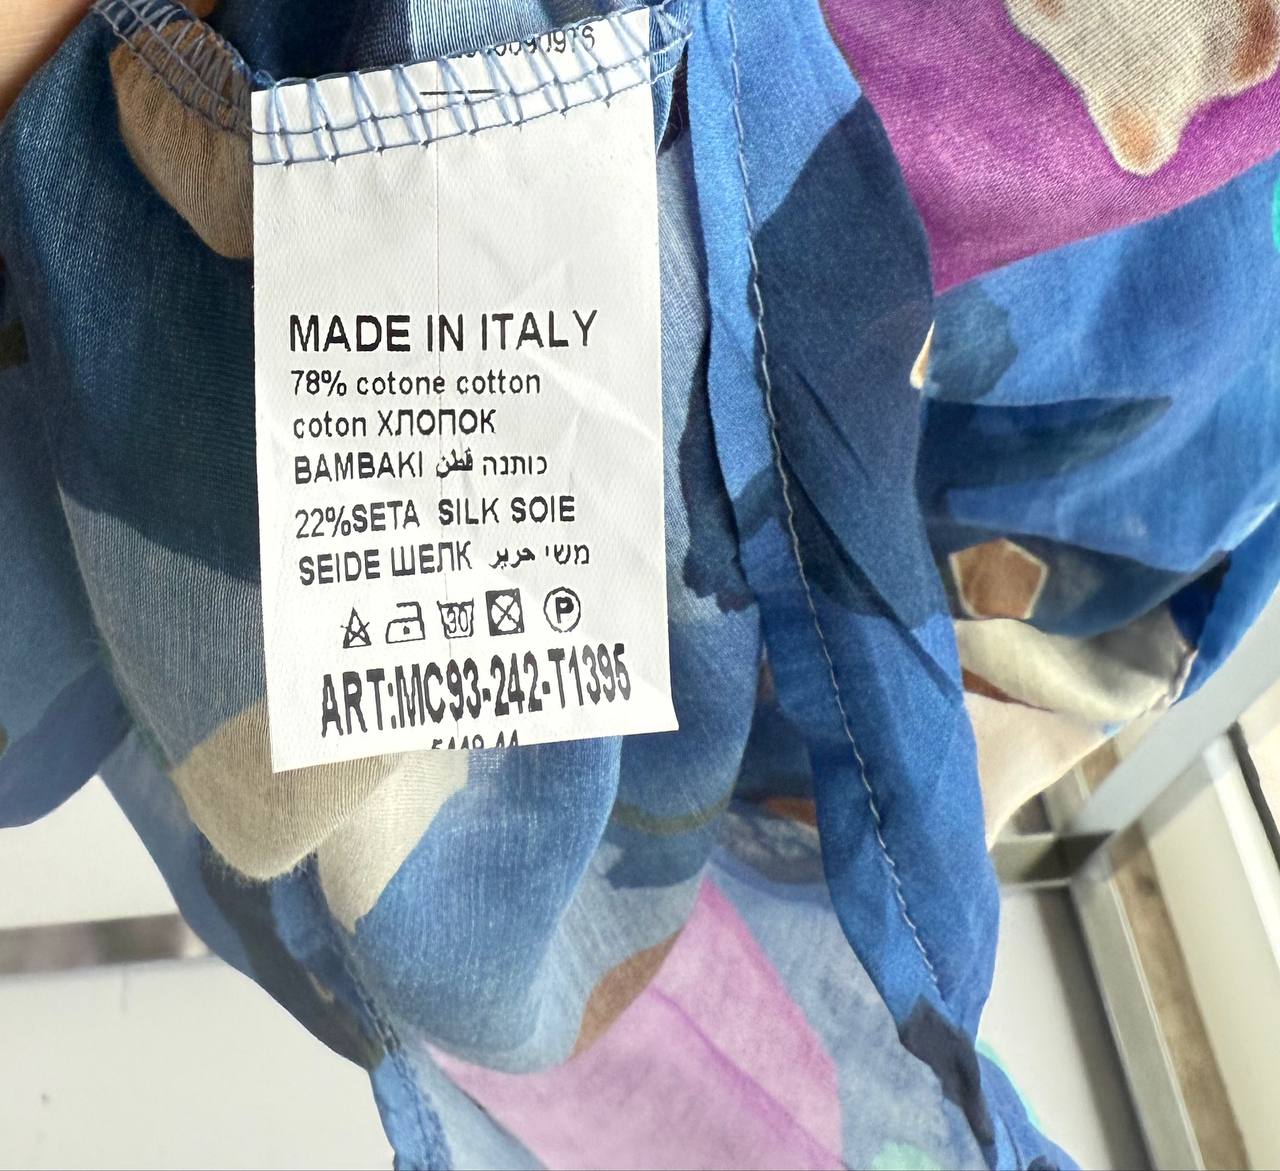 MADE IN ITALY
78% cotone cotton
coton ХЛОПОК
BAMBAKI قطن כותנה
22%SETA SILK SOIE
SEIDE ШЕЛК حرير משי
30
P
ART:MC93-242-T1395